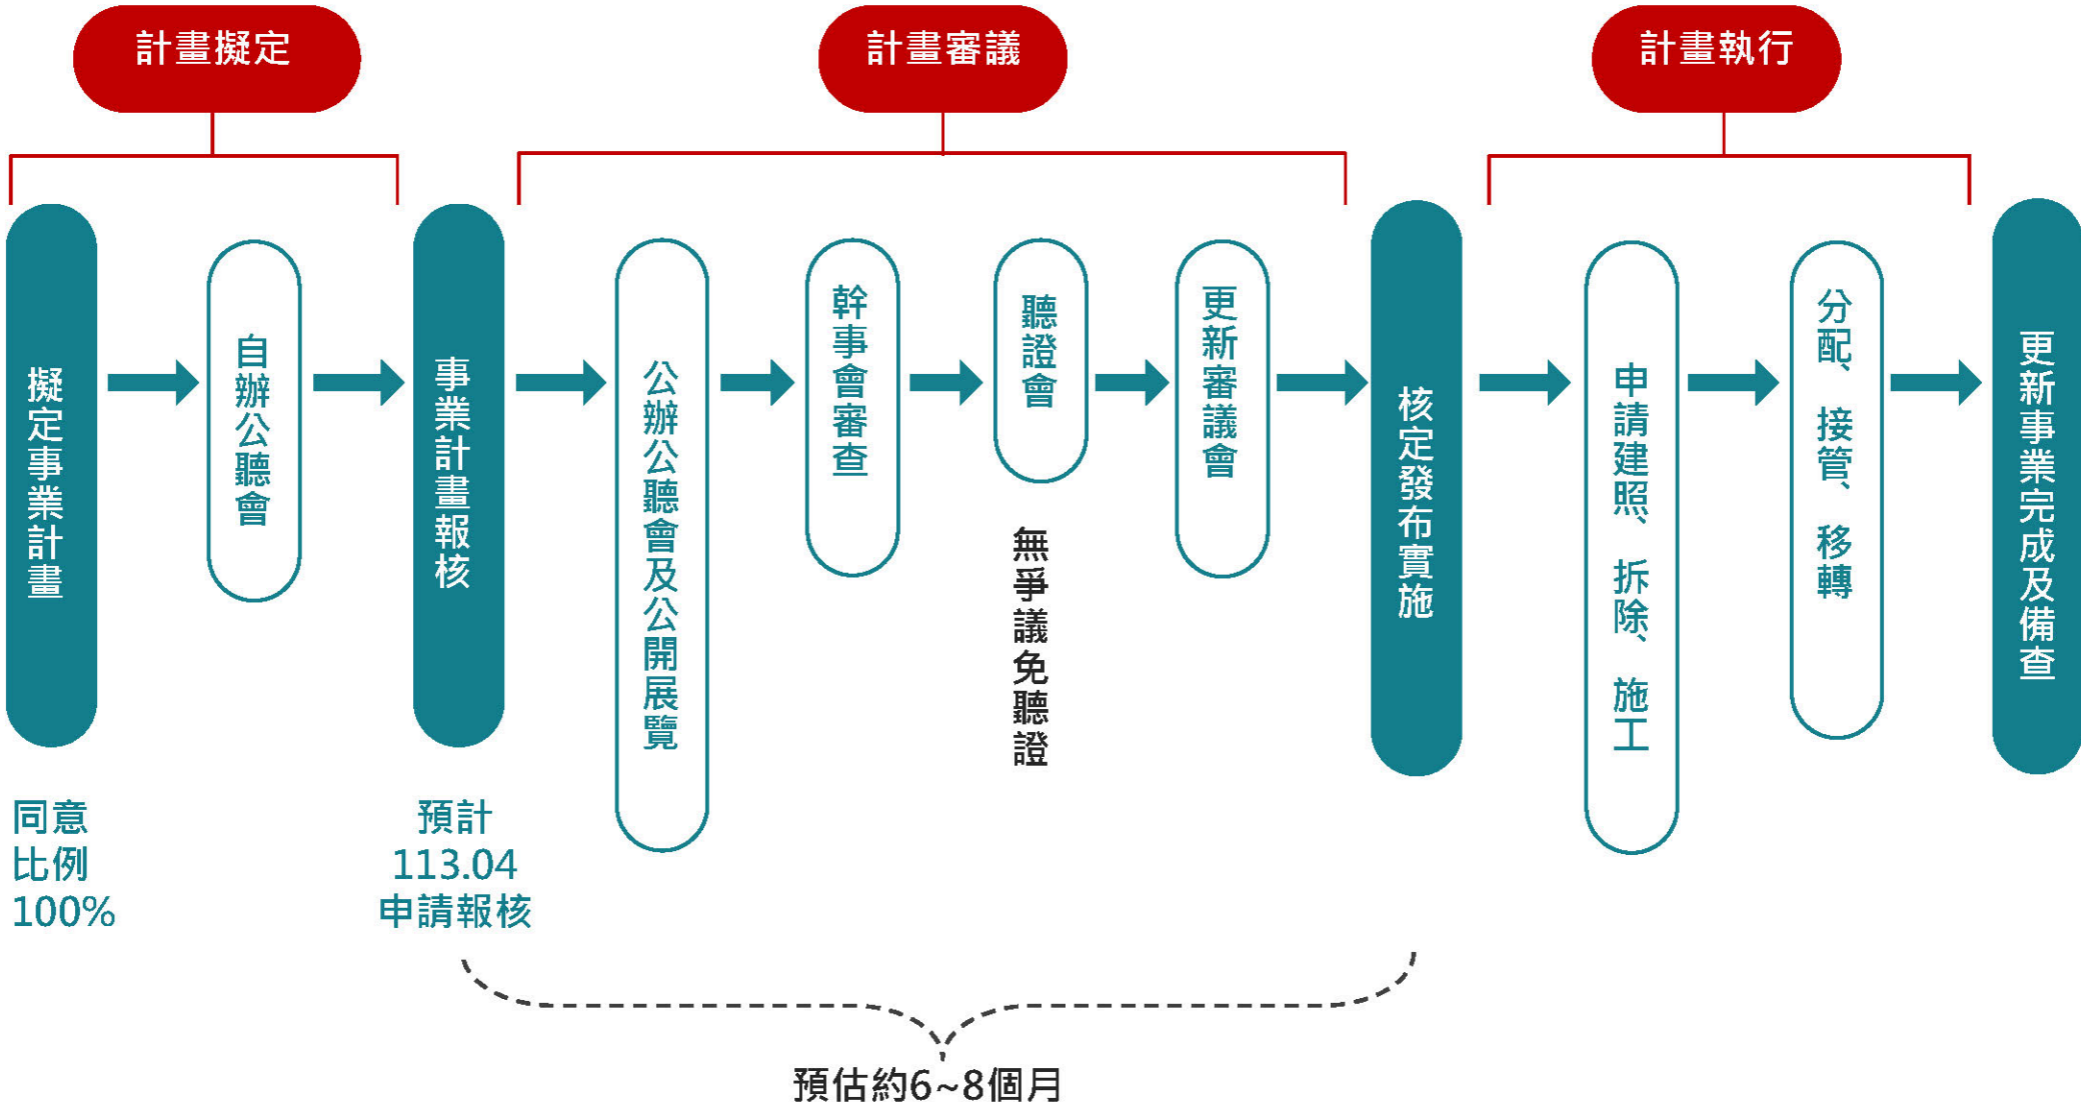 計畫擬定
計畫審議
計畫執行
擬定事業計畫
自辦公聽會
事業計畫報核
公辦公聽會及公開展覽
幹事會審查
聽證會
更新審議會
核定發布實施
申請建照、拆除、施工
分配、接管、移轉
更新事業完成及備查
無爭議免聽證
同意
比例
100%
預計
113.04
申請報核
預估約6~8個月